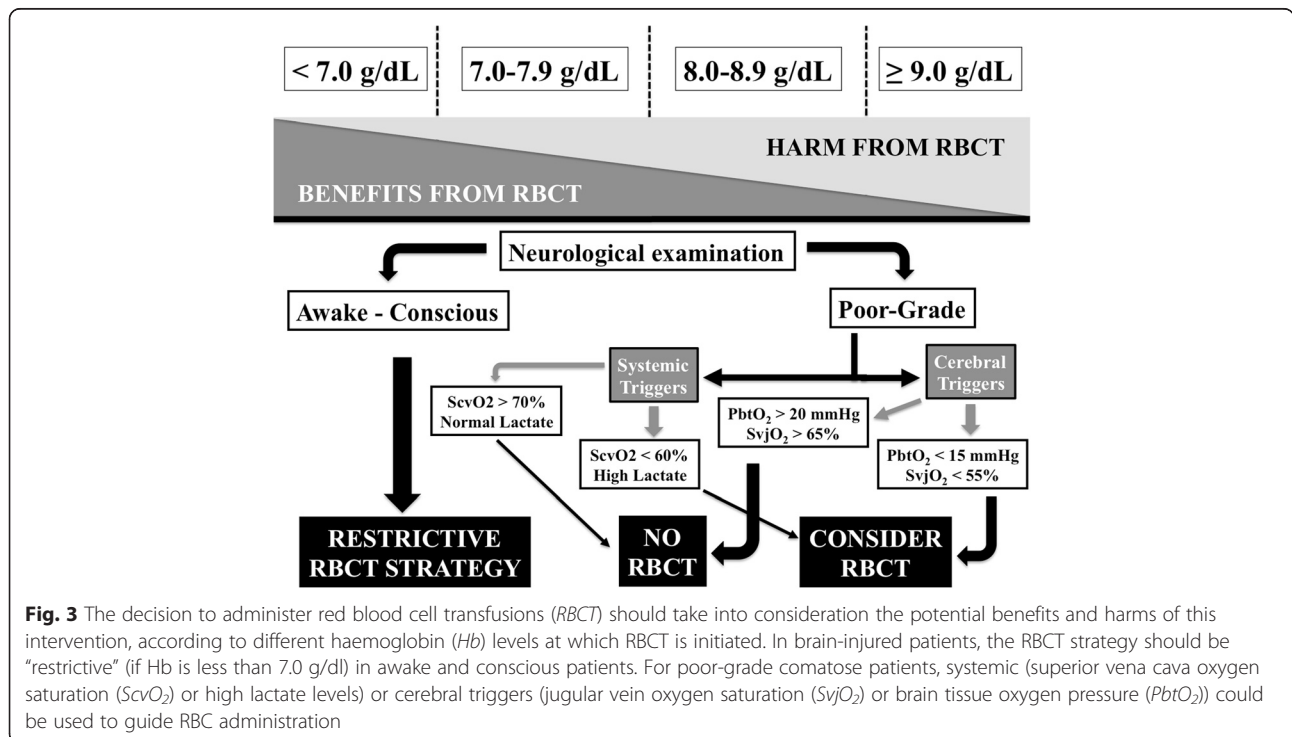 < 7.0 g/dL
7.0-7.9 g/dL
8.0-8.9 g/dL
≥ 9.0 g/dL
HARM FROM RBCT
BENEFITS FROM RBCT
Neurological examination
Awake - Conscious
Poor-Grade
Systemic
Triggers
Cerebral
Triggers
ScvO2 > 70%
Normal Lactate
PbtO₂ > 20 mmHg
SvjO₂ > 65%
ScvO2 < 60%
High Lactate
PbtO₂ < 15 mmHg
SvjO₂ < 55%
RESTRICTIVE
RBCT STRATEGY
NO
RBCT
CONSIDER
RBCT
Fig. 3 The decision to administer red blood cell transfusions (RBCT) should take into consideration the potential benefits and harms of this
intervention, according to different haemoglobin (Hb) levels at which RBCT is initiated. In brain-injured patients, the RBCT strategy should be
“restrictive” (if Hb is less than 7.0 g/dl) in awake and conscious patients. For poor-grade comatose patients, systemic (superior vena cava oxygen
saturation (ScvO₂) or high lactate levels) or cerebral triggers (jugular vein oxygen saturation (SvjO₂) or brain tissue oxygen pressure (PbtO₂)) could
be used to guide RBC administration